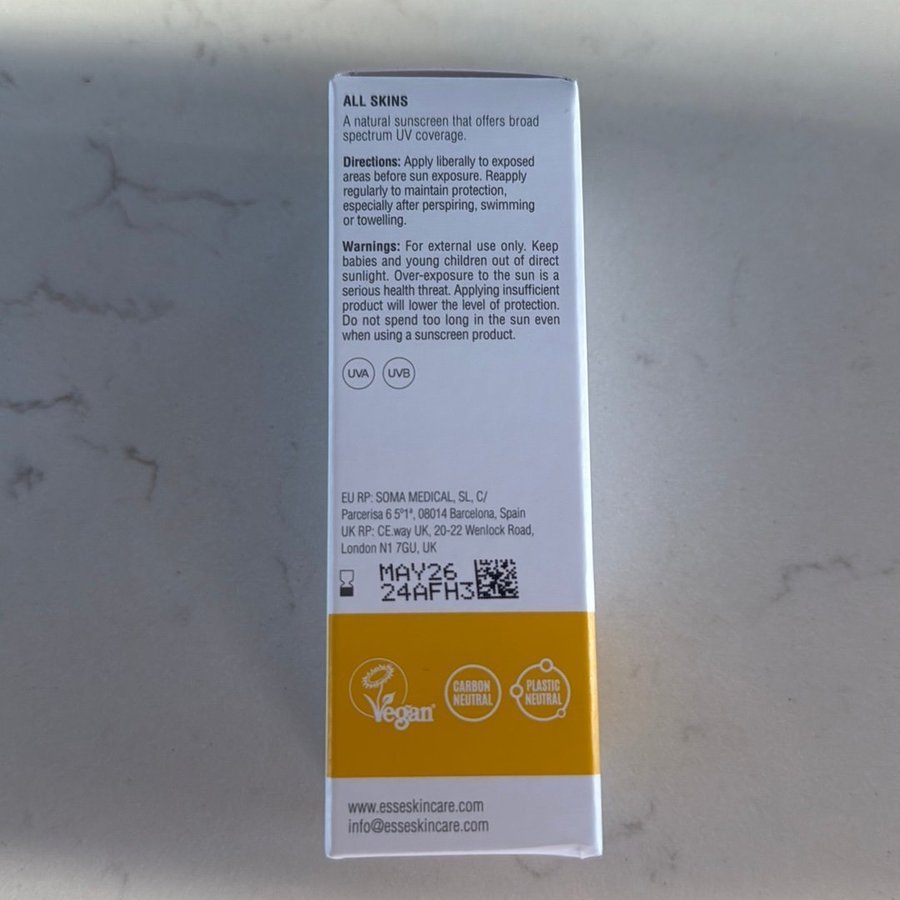 ALL SKINS
A natural sunscreen that offers broad
spectrum UV coverage.
Directions: Apply liberally to exposed
areas before sun exposure. Reapply
regularly to maintain protection,
especially after perspiring, swimming
or towelling.
Warnings: For external use only. Keep
babies and young children out of direct
sunlight. Over-exposure to the sun is a
serious health threat. Applying insufficient
product will lower the level of protection.
Do not spend too long in the sun even
when using a sunscreen product.
UVA UVB
EU RP: SOMA MEDICAL, SL, C/
Parcerisa 6 5º1ª, 08014 Barcelona, Spain
UK RP: CE.way UK, 20-22 Wenlock Road,
London N1 7GU, UK
MAY26
24AFH3
Vegan
CARBON
NEUTRAL
PLASTIC
NEUTRAL
www.esseskincare.com
info@esseskincare.com